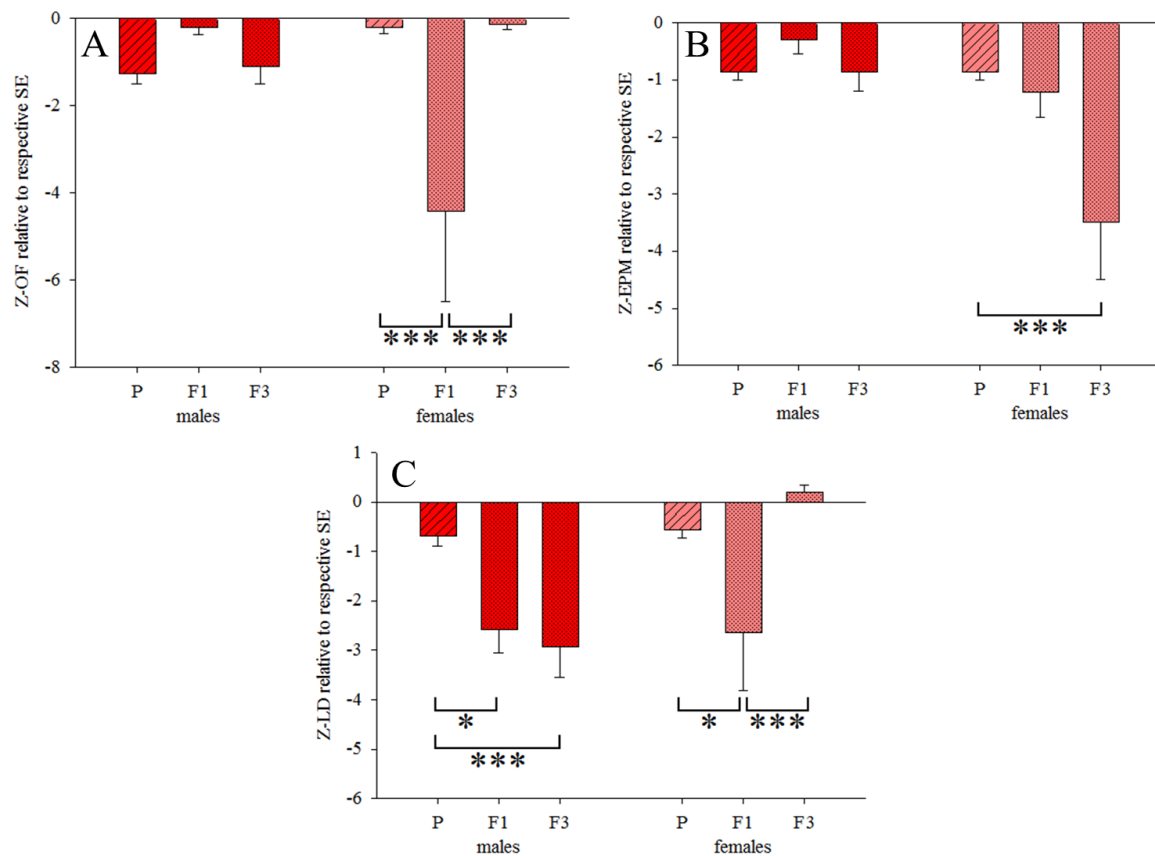 A
Z-OF relative to respective SE
0
-2
-4
-6
-8
*** ***
P F1 F3 P F1 F3
males females
B
Z-EPM relative to respective SE
0
-1
-2
-3
-4
-5
-6
***
P F1 F3 P F1 F3
males females
C
Z-LD relative to respective SE
1
0
-1
-2
-3
-4
-5
-6
* * ***
***
P F1 F3 P F1 F3
males females